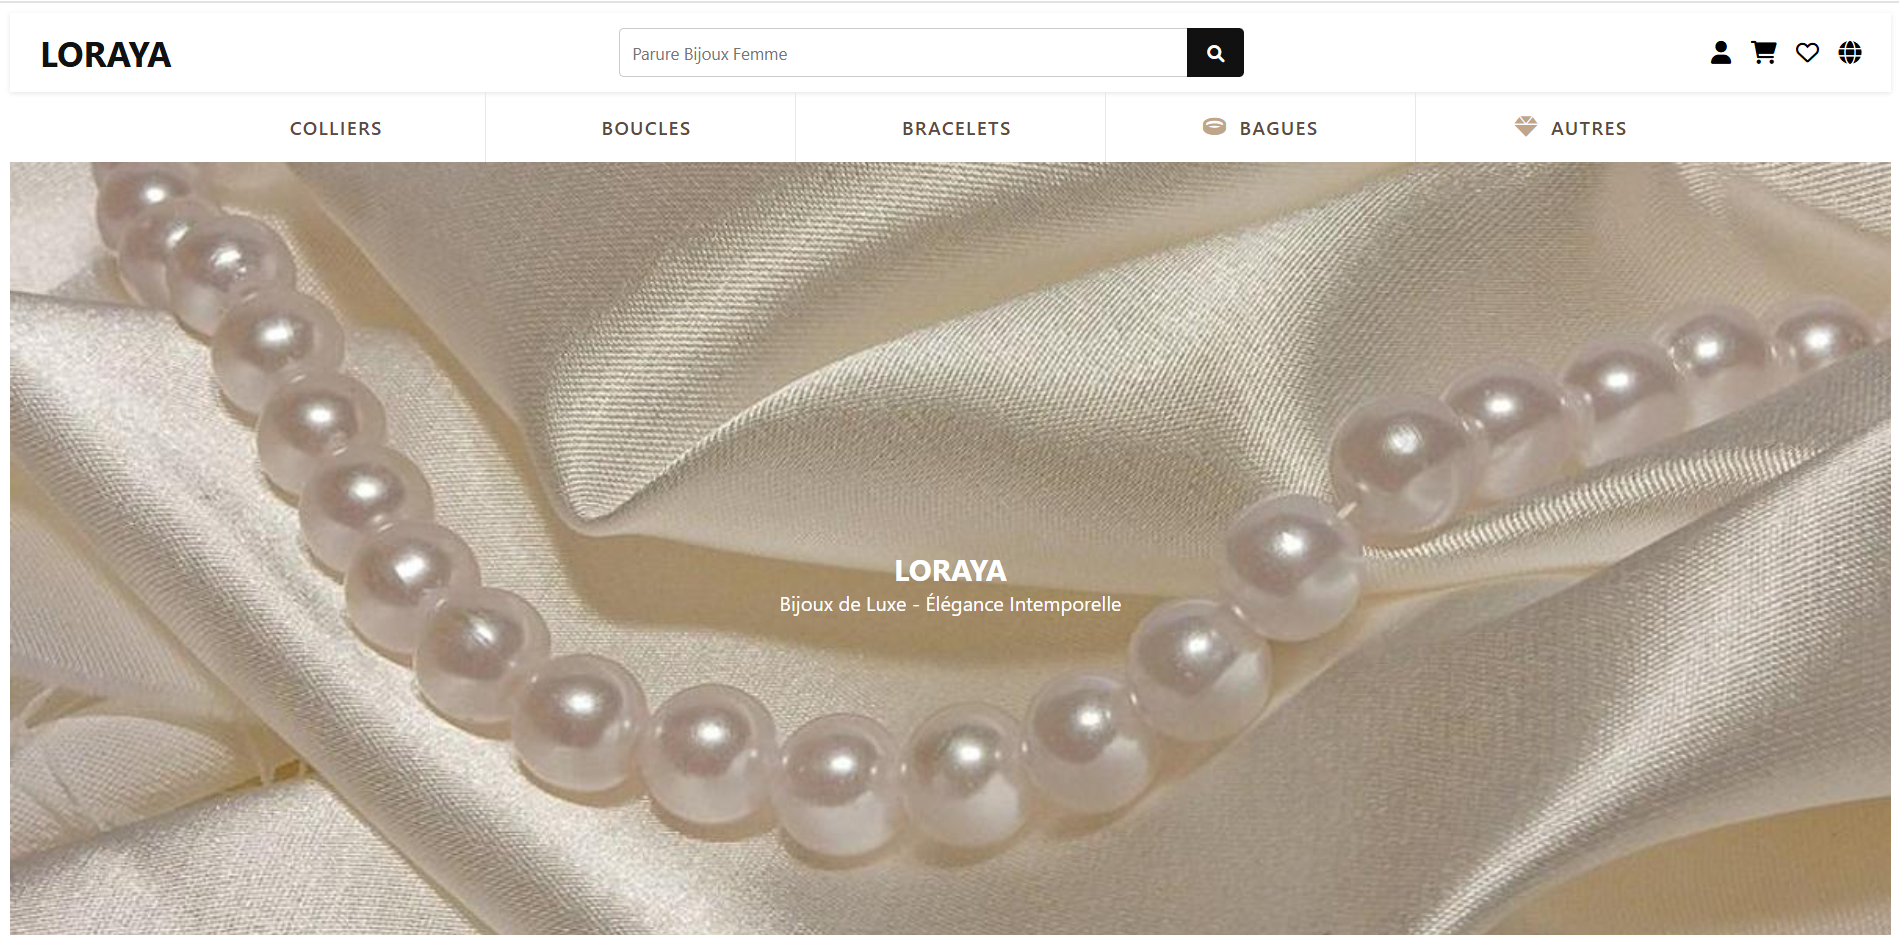 LORAYA
Parure Bijoux Femme
COLLIERS
BOUCLES
BRACELETS
BAGUES
AUTRES
LORAYA
Bijoux de Luxe - Élégance Intemporelle